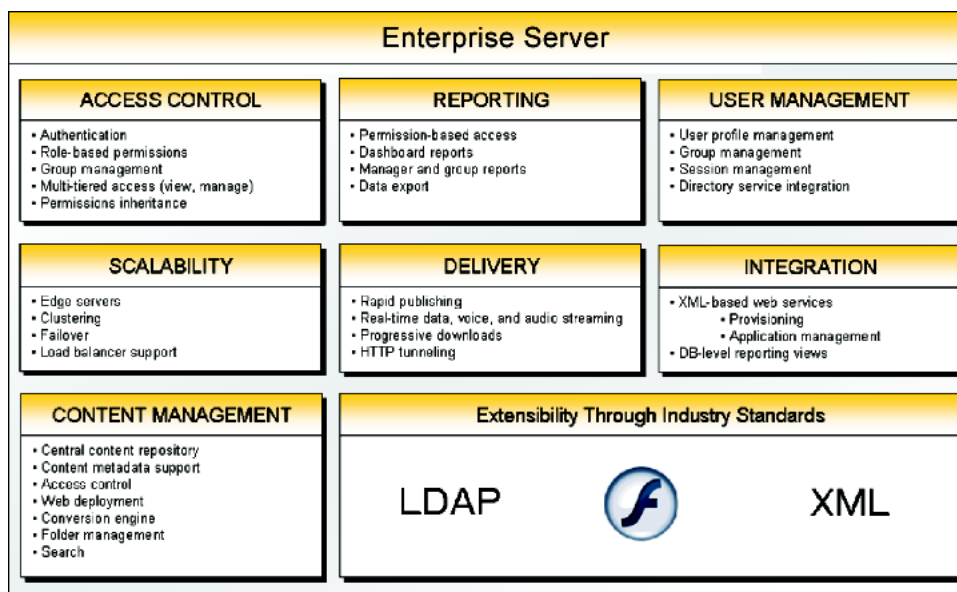 Enterprise Server
ACCESS CONTROL
• Authentication
• Role-based permissions
• Group management
• Multi-tiered access (view, manage)
• Permissions inheritance
REPORTING
• Permission-based access
• Dashboard reports
• Manager and group reports
• Data export
USER MANAGEMENT
• User profile management
• Group management
• Session management
• Directory service integration
SCALABILITY
• Edge servers
• Clustering
• Failover
• Load balancer support
DELIVERY
• Rapid publishing
• Real-time data, voice, and audio streaming
• Progressive downloads
• HTTP tunneling
INTEGRATION
• XML-based web services
• Provisioning
• Application management
• DB-level reporting views
CONTENT MANAGEMENT
• Central content repository
• Content metadata support
• Access control
• Web deployment
• Conversion engine
• Folder management
• Search
Extensibility Through Industry Standards
LDAP
XML